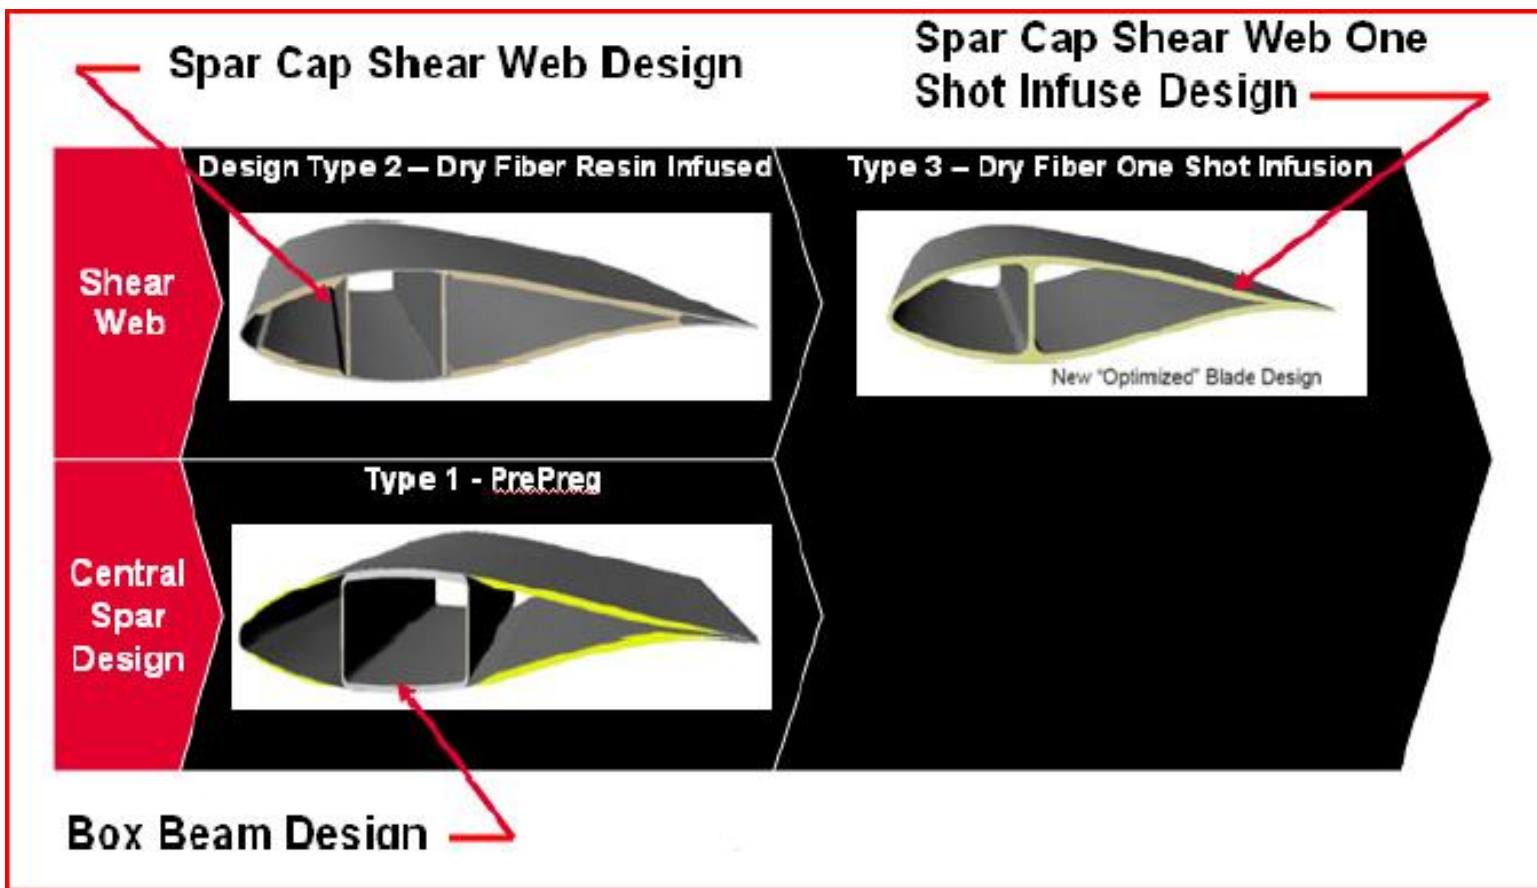 Spar Cap Shear Web Design
Spar Cap Shear Web One
Shot Infuse Design
Design Type 2 – Dry Fiber Resin Infused
Type 3 – Dry Fiber One Shot Infusion
Shear
Web
New "Optimized" Blade Design
Type 1 - PrePreg
Central
Spar
Design
Box Beam Design